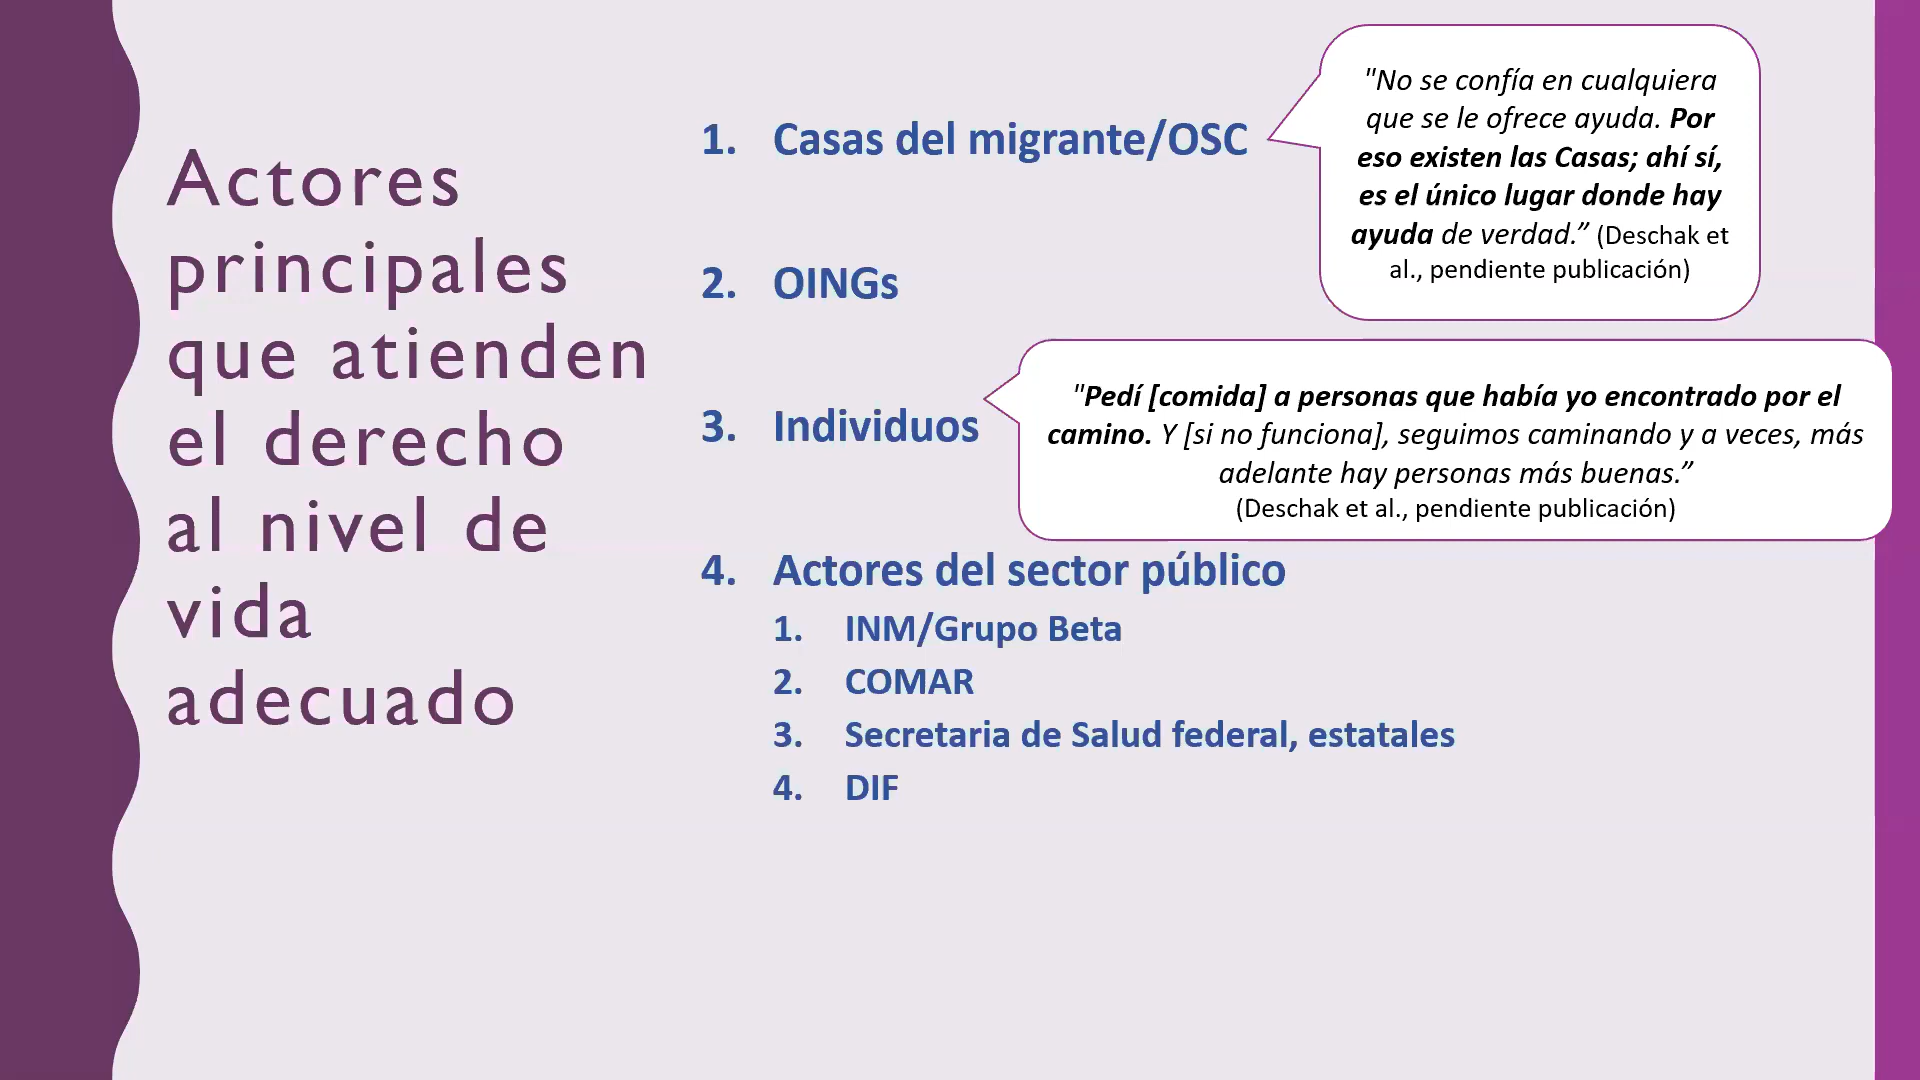 Actores
principales
que atienden
el derecho
al nivel de
vida
adecuado
1. Casas del migrante/OSC
"No se confía en cualquiera
que se le ofrece ayuda. Por
eso existen las Casas; ahí sí,
es el único lugar donde hay
ayuda de verdad.” (Deschak et
al., pendiente publicación)
2. OINGs
3. Individuos
"Pedí [comida] a personas que había yo encontrado por el
camino. Y [si no funciona], seguimos caminando y a veces, más
adelante hay personas más buenas.”
(Deschak et al., pendiente publicación)
4. Actores del sector público
1. INM/Grupo Beta
2. COMAR
3. Secretaria de Salud federal, estatales
4. DIF